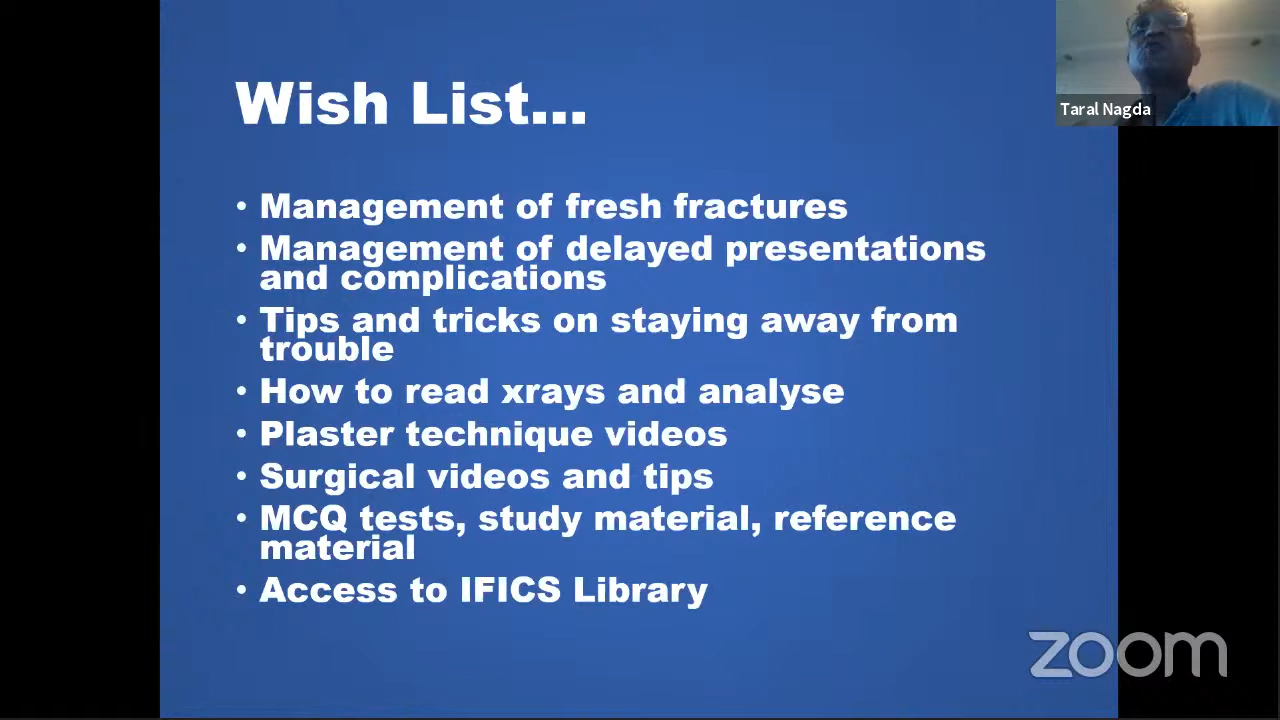 Wish List...
Taral Nagda
• Management of fresh fractures
• Management of delayed presentations
and complications
• Tips and tricks on staying away from
trouble
• How to read xrays and analyse
• Plaster technique videos
• Surgical videos and tips
• MCQ tests, study material, reference
material
• Access to IFICS Library
zoom